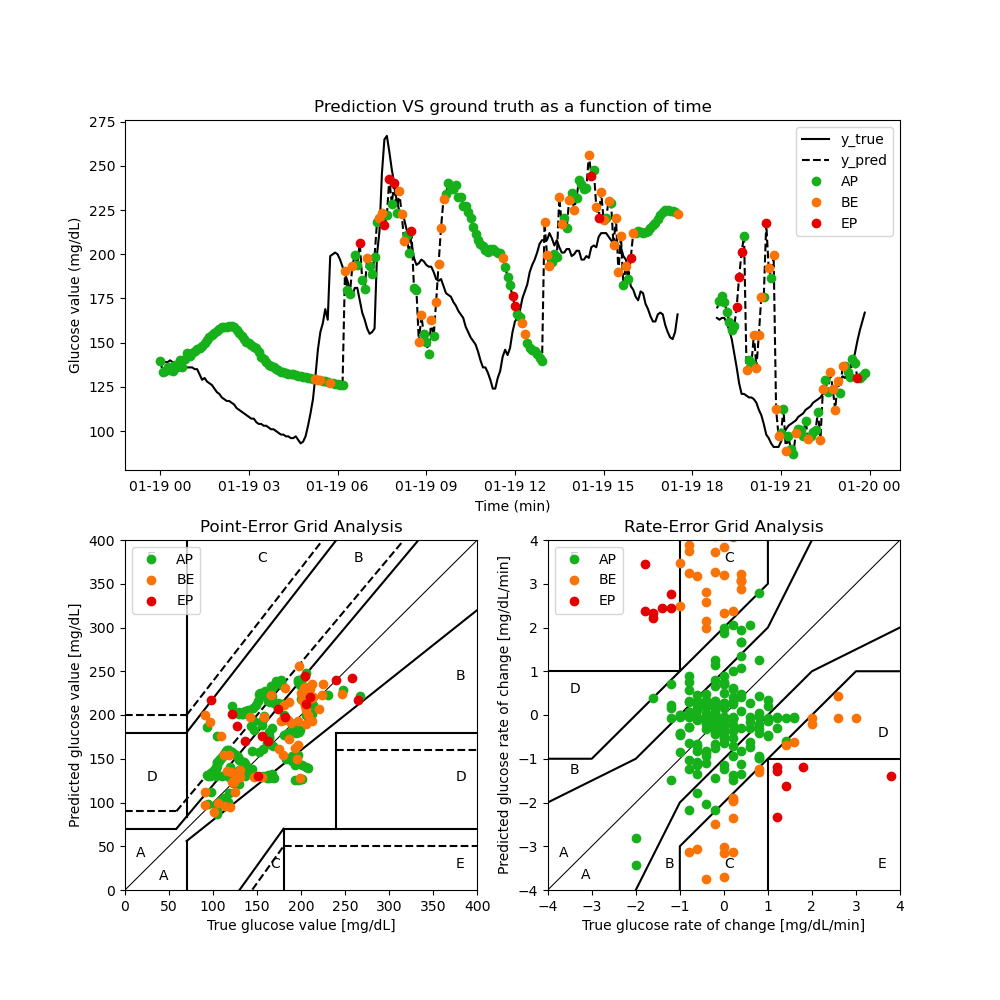 Prediction VS ground truth as a function of time
275
250
225
200
175
150
125
100
Glucose value (mg/dL)
y_true
y_pred
AP
BE
EP
01-19 00
01-19 03
01-19 06
01-19 09
01-19 12
01-19 15
01-19 18
01-19 21
01-20 00
Time (min)
Point-Error Grid Analysis
400
350
300
250
200
150
100
50
0
Predicted glucose value [mg/dL]
AP
BE
EP
C
B
B
D
D
A
A
C
E
0
50
100
150
200
250
300
350
400
True glucose value [mg/dL]
Rate-Error Grid Analysis
4
3
2
1
0
−1
−2
−3
−4
Predicted glucose rate of change [mg/dL/min]
AP
BE
EP
C
D
D
B
A
A
B
C
E
−4
−3
−2
−1
0
1
2
3
4
True glucose rate of change [mg/dL/min]